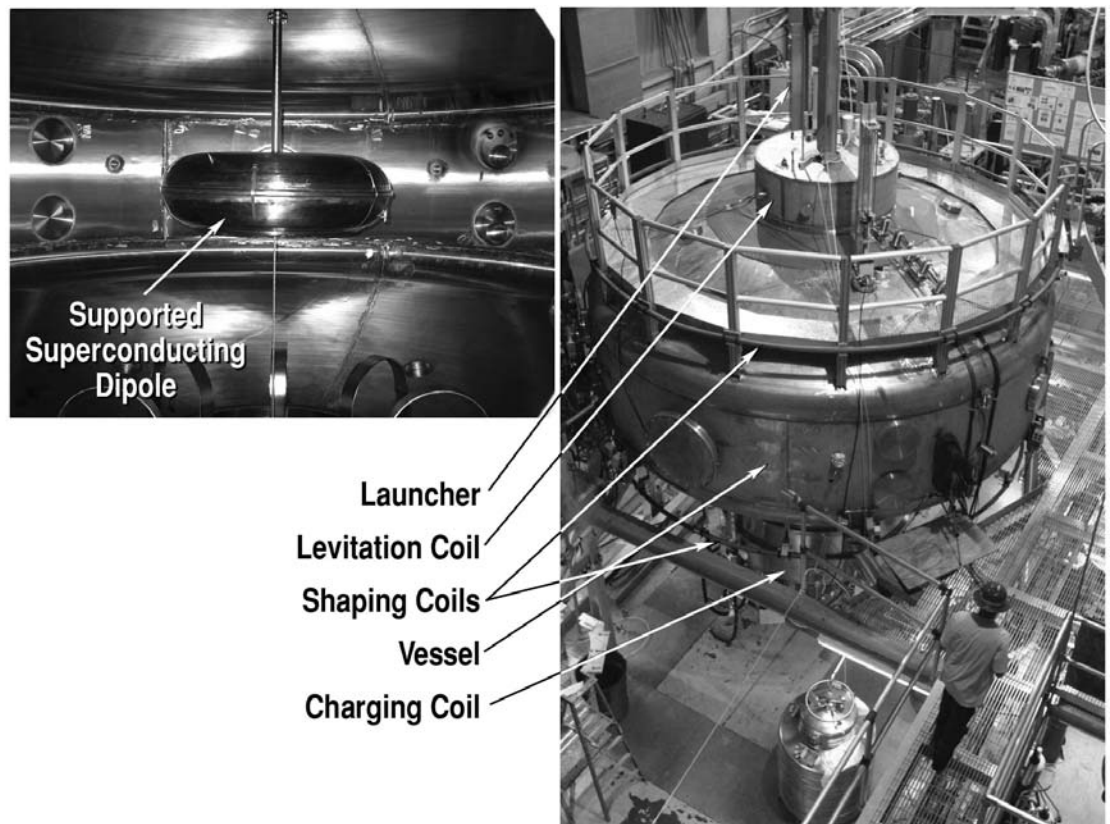 Supported
Superconducting
Dipole
Launcher
Levitation Coil
Shaping Coils
Vessel
Charging Coil